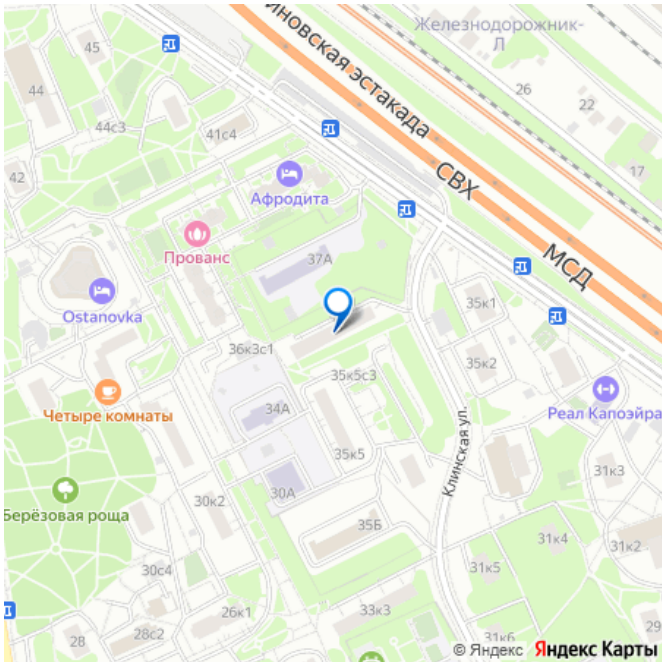 иновская эстакада
Железнодорожник-
Л
45
44
44с3
41с4
26
22
17
42
СВХ
Афродита
МСД
Прованс
37А
Ostanovka
35к1
36к3с1
35к2
35к5с3
Четыре комнаты
34А
Реал Капоэйра
Клинская ул.
35к5
31к3
30А
Берёзовая роща
30к2
35Б
31к4
31к2
30с4
31к5
26к1
33к3
28
28с2
31к6
29
© Яндекс Яндекс Карты